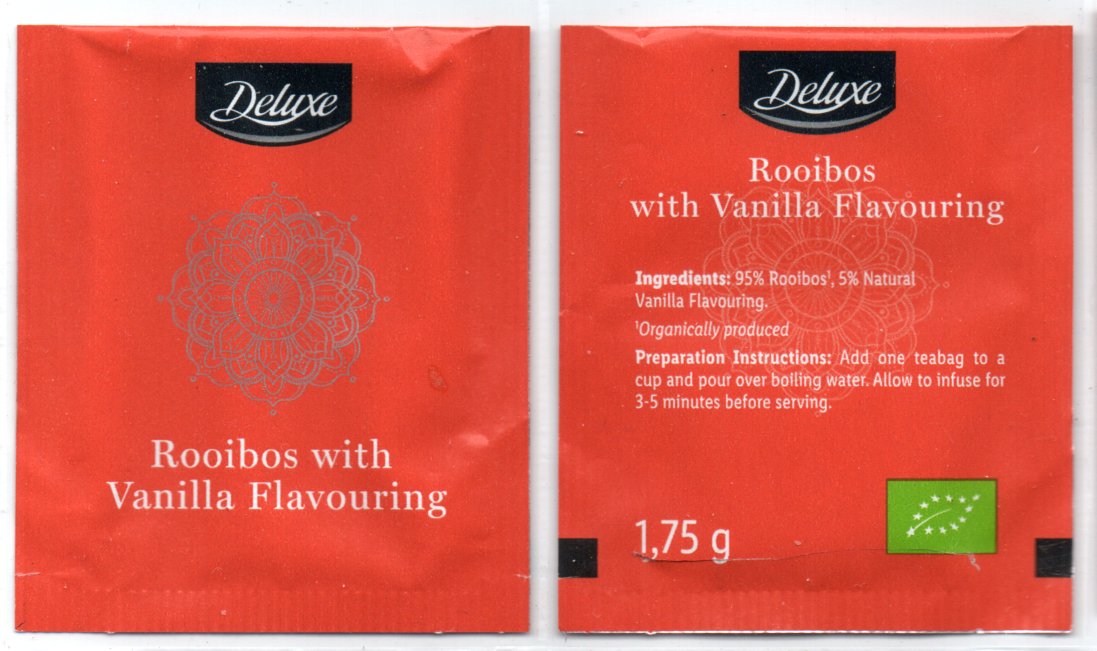 Deluxe
Rooibos with
Vanilla Flavouring
Deluxe
Rooibos
with Vanilla Flavouring
Ingredients: 95% Rooibos¹, 5% Natural
Vanilla Flavouring.
¹Organically produced
Preparation Instructions: Add one teabag to a
cup and pour over boiling water. Allow to infuse for
3-5 minutes before serving.
1,75 g